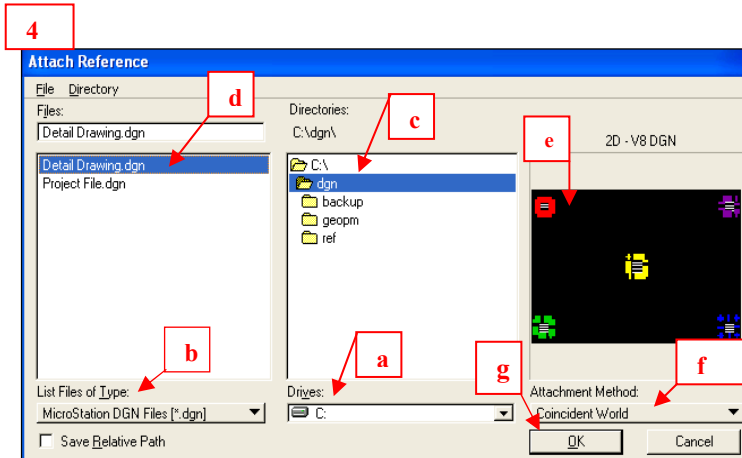 4
Attach Reference
File Directory
d
Files:
Directories:
Detail Drawing.dgn
C:\dgn\
c
e
2D - V8 DGN
Detail Drawing.dgn
Project File.dgn
C:\
dgn
backup
geopm
ref
b
a
g
f
List Files of Type:
Drives:
Attachment Method:
MicroStation DGN Files [*.dgn]
C:
Coincident World
Save Relative Path
OK
Cancel